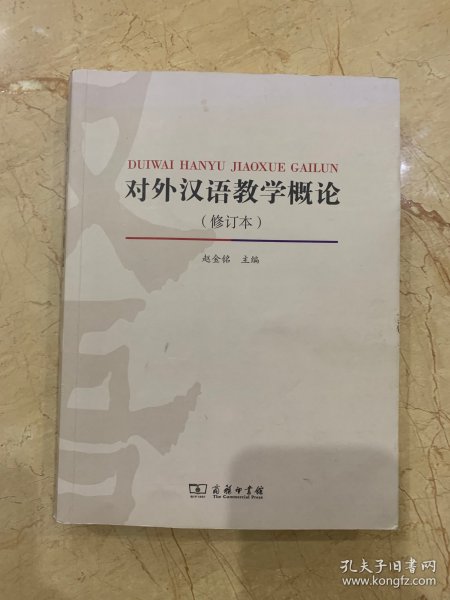 DUIWAI HANYU JIAOXUE GAILUN
对外汉语教学概论
（修订本）
赵金铭 主编
商务印书馆
The Commercial Press
孔夫子旧书网
www.kongfz.com